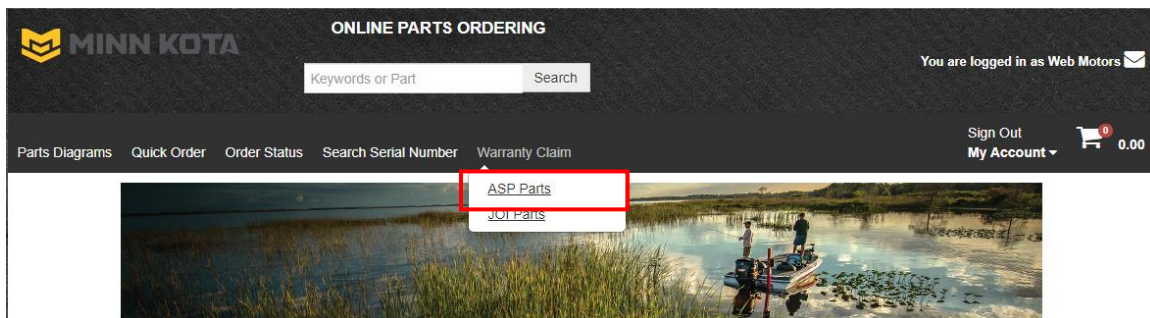 ONLINE PARTS ORDERING
MINN KOTA
You are logged in as Web Motors
Keywords or Part Search
Sign Out
Parts Diagrams Quick Order Order Status Search Serial Number Warranty Claim My Account 0 0.00
ASP Parts
JOI Parts